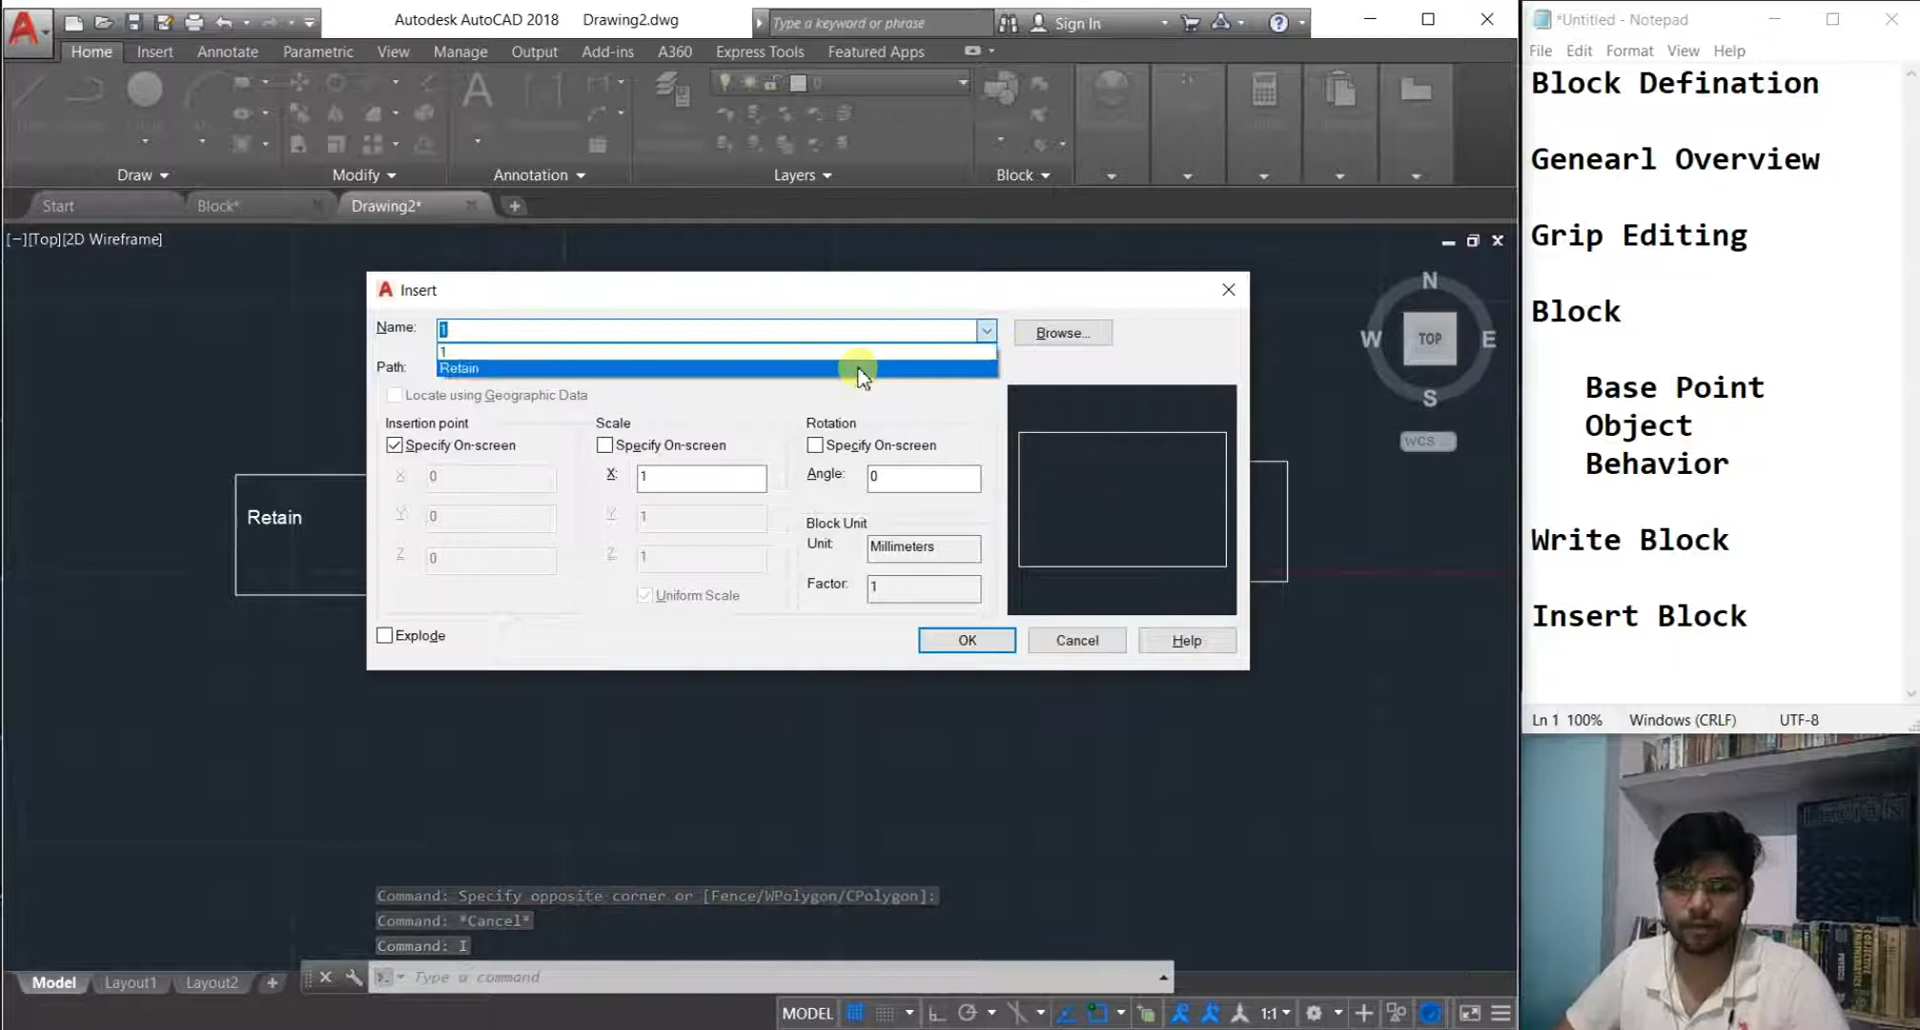 Autodesk AutoCAD 2018 Drawing2.dwg
Type a keyword or phrase
Sign In
Home Insert Annotate Parametric View Manage Output Add-ins A360 Express Tools Featured Apps
Draw Modify Annotation Layers Block
Start Block* Drawing2*
[−][Top][2D Wireframe]
N
W TOP E
S
WCS
Retain
Insert
Name: 1
Browse...
1
Path:
Retain
Locate using Geographic Data
Insertion point Scale Rotation
Specify On-screen Specify On-screen Specify On-screen
X 0 X: 1 Angle: 0
Y 0 Y 1
Block Unit
Unit: Millimeters
Z 0 Z: 1
Factor: 1
Uniform Scale
Explode
OK Cancel Help
Command: Specify opposite corner or [Fence/WPolygon/CPolygon]:
Command: *Cancel*
Command: I
Type a command
Model Layout1 Layout2
MODEL 1:1
*Untitled - Notepad
File Edit Format View Help
Block Defination
Genearl Overview
Grip Editing
Block
Base Point
Object
Behavior
Write Block
Insert Block
Ln 1 100% Windows (CRLF) UTF-8